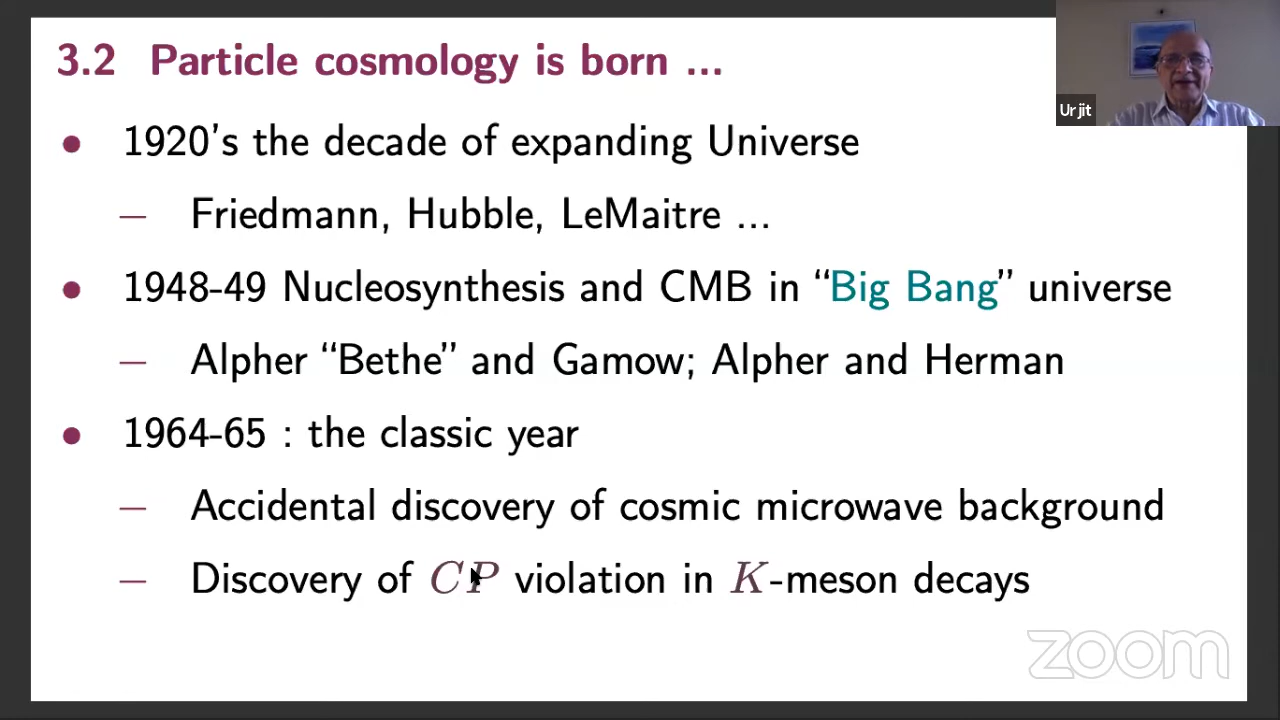 3.2 Particle cosmology is born ...
Urjit
• 1920's the decade of expanding Universe
– Friedmann, Hubble, LeMaitre ...
• 1948-49 Nucleosynthesis and CMB in “Big Bang” universe
– Alpher “Bethe” and Gamow; Alpher and Herman
• 1964-65 : the classic year
– Accidental discovery of cosmic microwave background
– Discovery of CP violation in K-meson decays
zoom